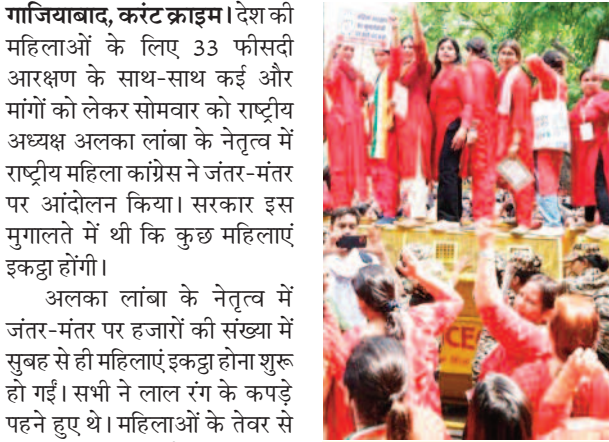 गाजियाबाद, करंट क्राइम। देश की
महिलाओं के लिए 33 फीसदी
आरक्षण के साथ-साथ कई और
मांगों को लेकर सोमवार को राष्ट्रीय
अध्यक्ष अलका लांबा के नेतृत्व में
राष्ट्रीय महिला कांग्रेस ने जंतर-मंतर
पर आंदोलन किया। सरकार इस
मुगालते में थी कि कुछ महिलाएं
इकट्ठा होंगी।
अलका लांबा के नेतृत्व में
जंतर-मंतर पर हजारों की संख्या में
सुबह से ही महिलाएं इकट्ठा होना शुरू
हो गईं। सभी ने लाल रंग के कपड़े
पहने हुए थे। महिलाओं के तेवर से